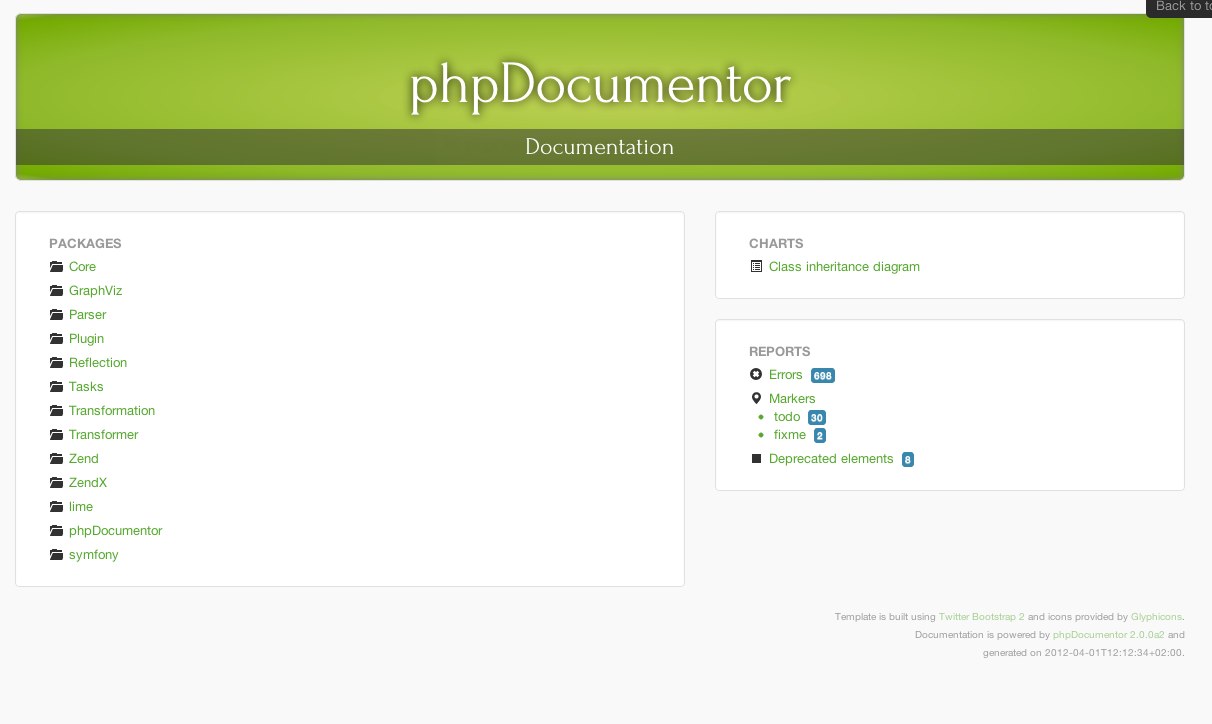 Back to to
phpDocumentor
Documentation
PACKAGES
Core
GraphViz
Parser
Plugin
Reflection
Tasks
Transformation
Transformer
Zend
ZendX
lime
phpDocumentor
symfony
CHARTS
Class inheritance diagram
REPORTS
Errors 698
Markers
todo 30
fixme 2
Deprecated elements 8
Template is built using Twitter Bootstrap 2 and icons provided by Glyphicons.
Documentation is powered by phpDocumentor 2.0.0a2 and
generated on 2012-04-01T12:12:34+02:00.